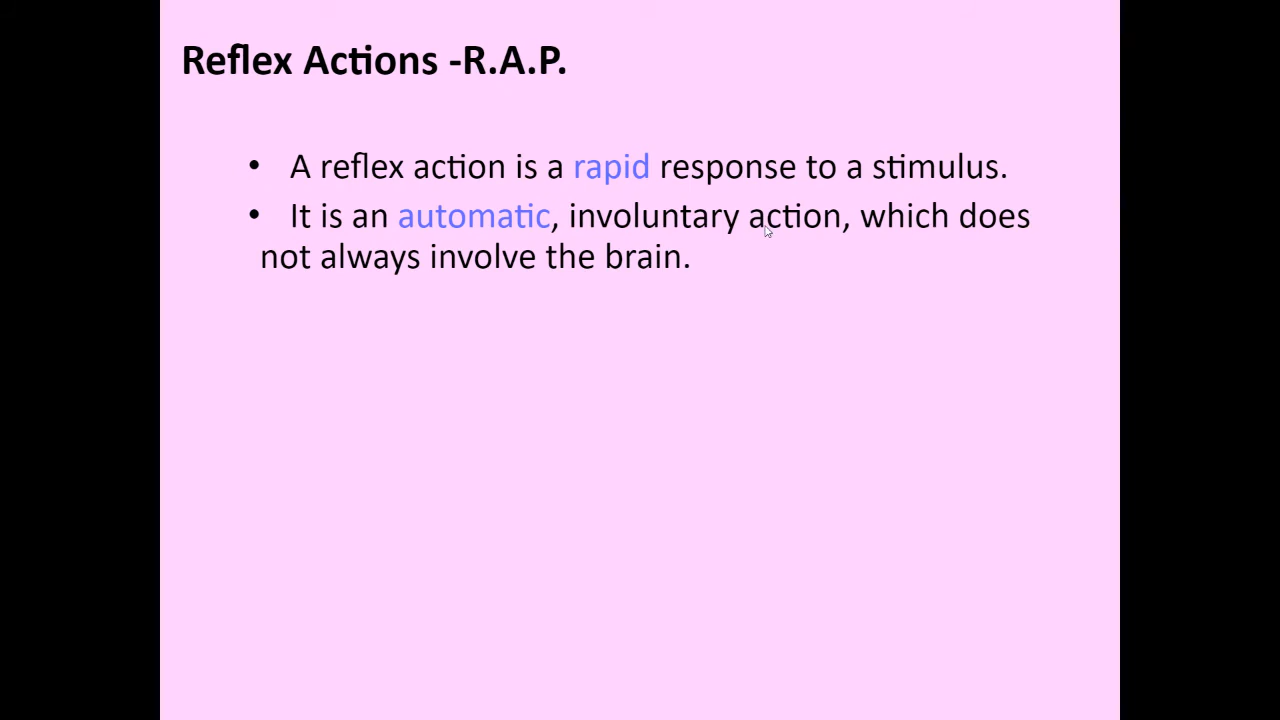 Reflex Actions -R.A.P.
• A reflex action is a rapid response to a stimulus.
• It is an automatic, involuntary action, which does
not always involve the brain.